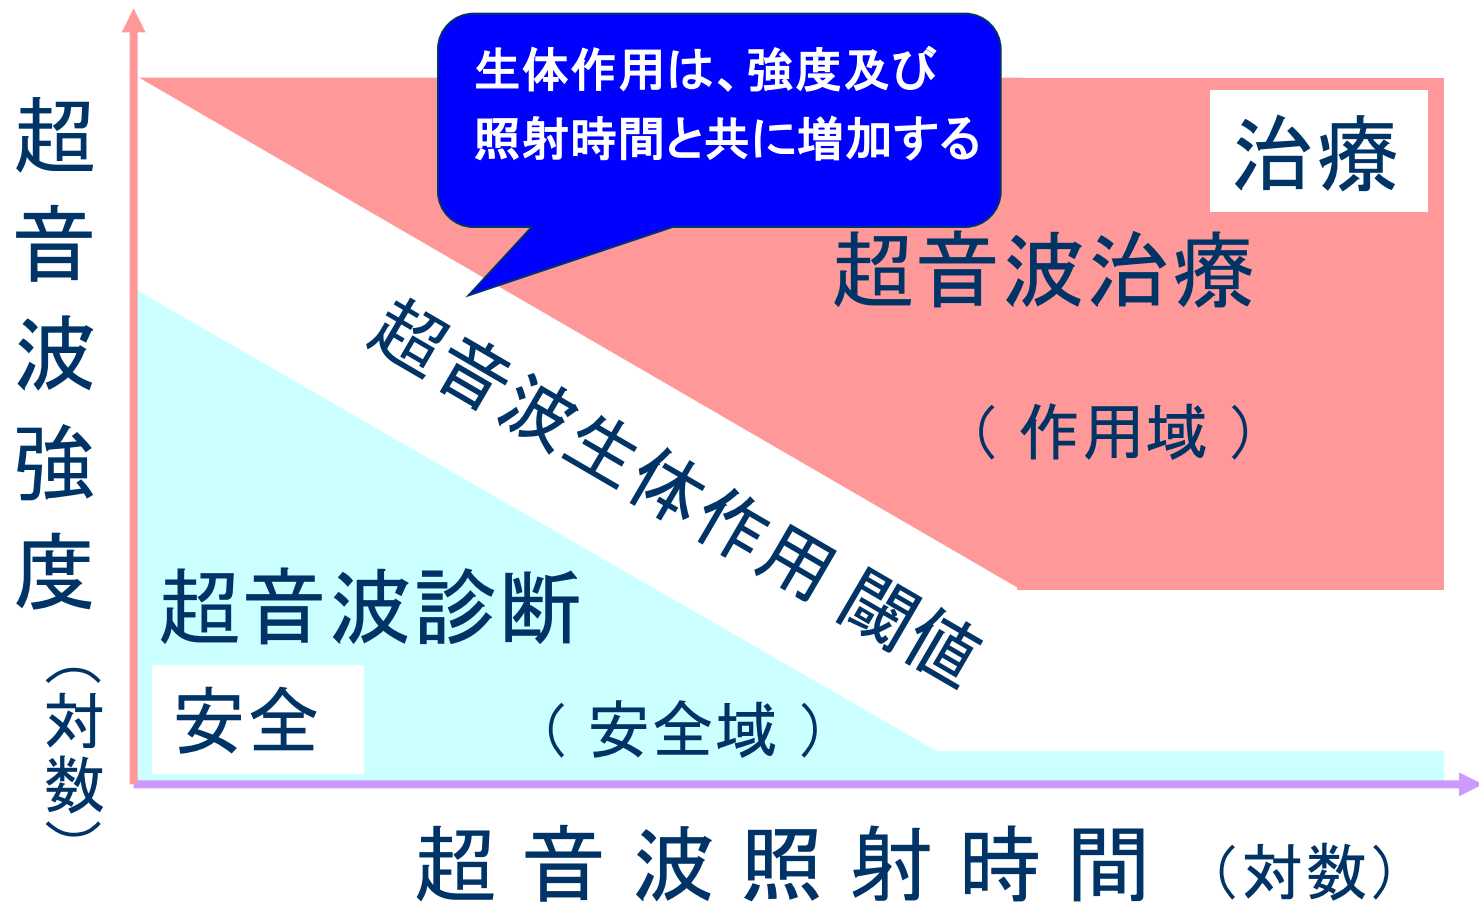 生体作用は、強度及び
照射時間と共に増加する
治療
超音波治療
（ 作用域 ）
超音波生体作用 閾値
超音波診断
安全
（ 安全域 ）
超音波強度（対数）
超音波照射時間（対数）